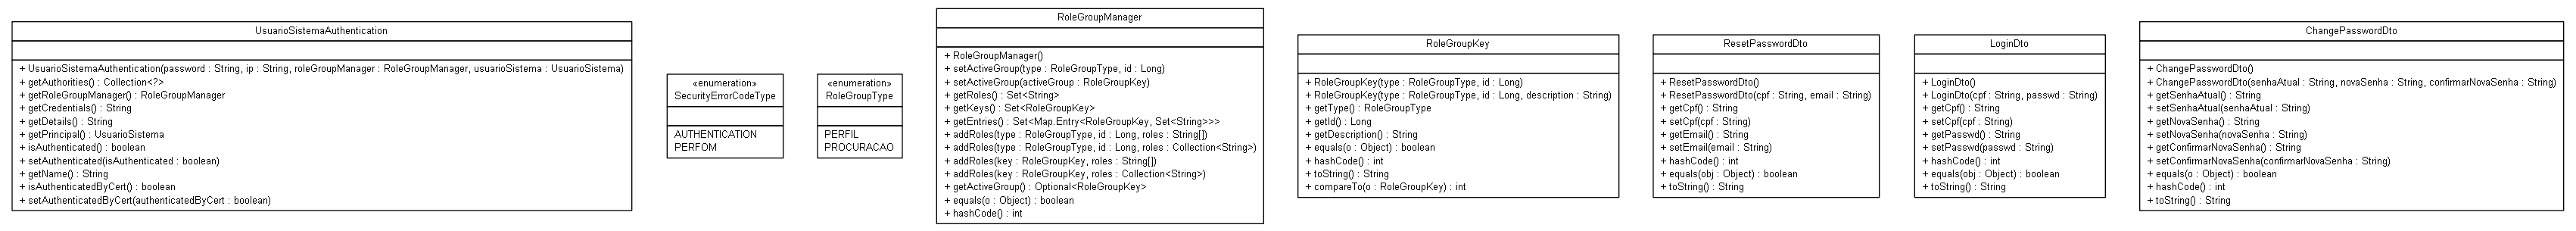 UsuarioSistemaAuthentication
+ UsuarioSistemaAuthentication(password : String, ip : String, roleGroupManager : RoleGroupManager, usuarioSistema : UsuarioSistema)
+ getAuthorities() : Collection<?>
+ getRoleGroupManager() : RoleGroupManager
+ getCredentials() : String
+ getDetails() : String
+ getPrincipal() : UsuarioSistema
+ isAuthenticated() : boolean
+ setAuthenticated(isAuthenticated : boolean)
+ getName() : String
+ isAuthenticatedByCert() : boolean
+ setAuthenticatedByCert(authenticatedByCert : boolean)
«enumeration»
SecurityErrorCodeType
AUTHENTICATION
PERFOM
«enumeration»
RoleGroupType
PERFIL
PROCURACAO
RoleGroupManager
+ RoleGroupManager()
+ setActiveGroup(type : RoleGroupType, id : Long)
+ setActiveGroup(activeGroup : RoleGroupKey)
+ getRoles() : Set<String>
+ getKeys() : Set<RoleGroupKey>
+ getEntries() : Set<Map.Entry<RoleGroupKey, Set<String>>>
+ addRoles(type : RoleGroupType, id : Long, roles : String[])
+ addRoles(type : RoleGroupType, id : Long, roles : Collection<String>)
+ addRoles(key : RoleGroupKey, roles : String[])
+ addRoles(key : RoleGroupKey, roles : Collection<String>)
+ getActiveGroup() : Optional<RoleGroupKey>
+ equals(o : Object) : boolean
+ hashCode() : int
RoleGroupKey
+ RoleGroupKey(type : RoleGroupType, id : Long)
+ RoleGroupKey(type : RoleGroupType, id : Long, description : String)
+ getType() : RoleGroupType
+ getId() : Long
+ getDescription() : String
+ equals(o : Object) : boolean
+ hashCode() : int
+ toString() : String
+ compareTo(o : RoleGroupKey) : int
ResetPasswordDto
+ ResetPasswordDto()
+ ResetPasswordDto(cpf : String, email : String)
+ getCpf() : String
+ setCpf(cpf : String)
+ getEmail() : String
+ setEmail(email : String)
+ hashCode() : int
+ equals(obj : Object) : boolean
+ toString() : String
LoginDto
+ LoginDto()
+ LoginDto(cpf : String, passwd : String)
+ getCpf() : String
+ setCpf(cpf : String)
+ getPasswd() : String
+ setPasswd(passwd : String)
+ hashCode() : int
+ equals(obj : Object) : boolean
+ toString() : String
ChangePasswordDto
+ ChangePasswordDto()
+ ChangePasswordDto(senhaAtual : String, novaSenha : String, confirmarNovaSenha : String)
+ getSenhaAtual() : String
+ setSenhaAtual(senhaAtual : String)
+ getNovaSenha() : String
+ setNovaSenha(novaSenha : String)
+ getConfirmarNovaSenha() : String
+ setConfirmarNovaSenha(confirmarNovaSenha : String)
+ equals(o : Object) : boolean
+ hashCode() : int
+ toString() : String